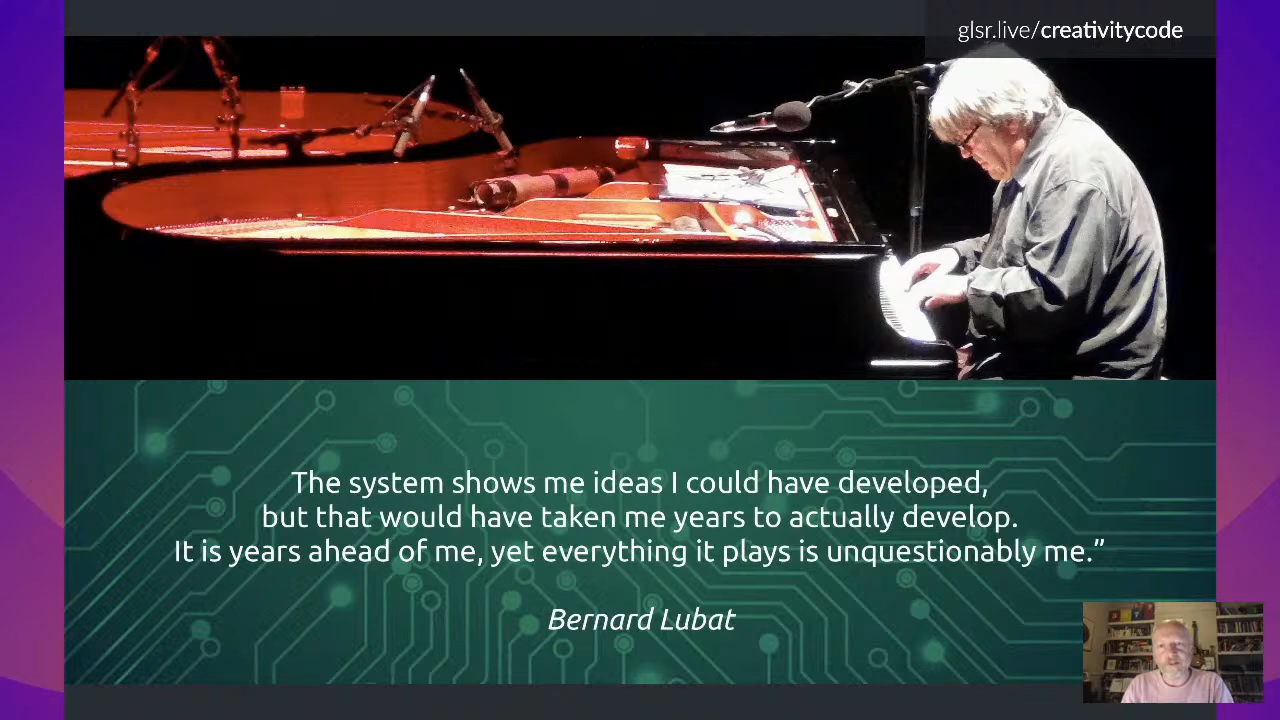 glsr.live/creativitycode
The system shows me ideas I could have developed,
but that would have taken me years to actually develop.
It is years ahead of me, yet everything it plays is unquestionably me.”
Bernard Lubat